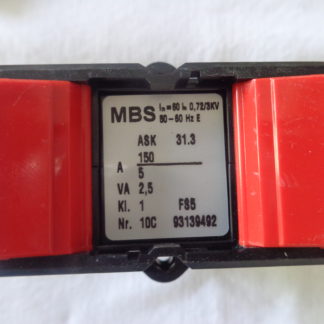 MBS In=60 In 0,72/3KV
50-60 Hz E
ASK 31.3
150
A
5
VA 2,5
Kl. 1 FS5
Nr. 10C 93139492